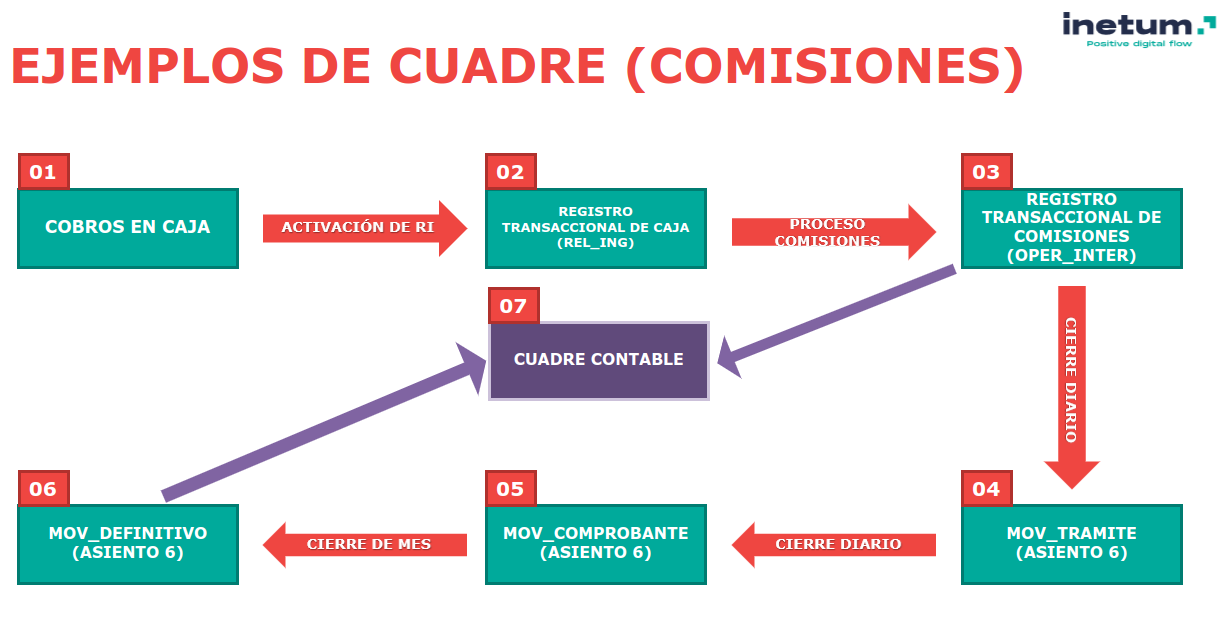 inetum
Positive digital flow
EJEMPLOS DE CUADRE (COMISIONES)
01
COBROS EN CAJA
ACTIVACIÓN DE RI
02
REGISTRO
TRANSACCIONAL DE CAJA
(REL_ING)
PROCESO
COMISIONES
03
REGISTRO
TRANSACCIONAL DE
COMISIONES
(OPER_INTER)
07
CUADRE CONTABLE
CIERRE DIARIO
06
MOV_DEFINITIVO
(ASIENTO 6)
CIERRE DE MES
05
MOV_COMPROBANTE
(ASIENTO 6)
CIERRE DIARIO
04
MOV_TRAMITE
(ASIENTO 6)